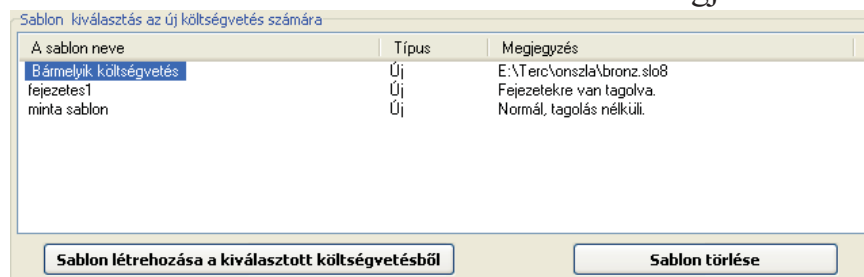 Sablon kiválasztás az új költségvetés számára
A sablon neve Típus Megjegyzés
Bármelyik költségvetés Új E:\Terc\onszla\bronz.slo8
fejezetes1 Új Fejezetekre van tagolva.
minta sablon Új Normál, tagolás nélküli.
Sablon létrehozása a kiválasztott költségvetésből Sablon törlése